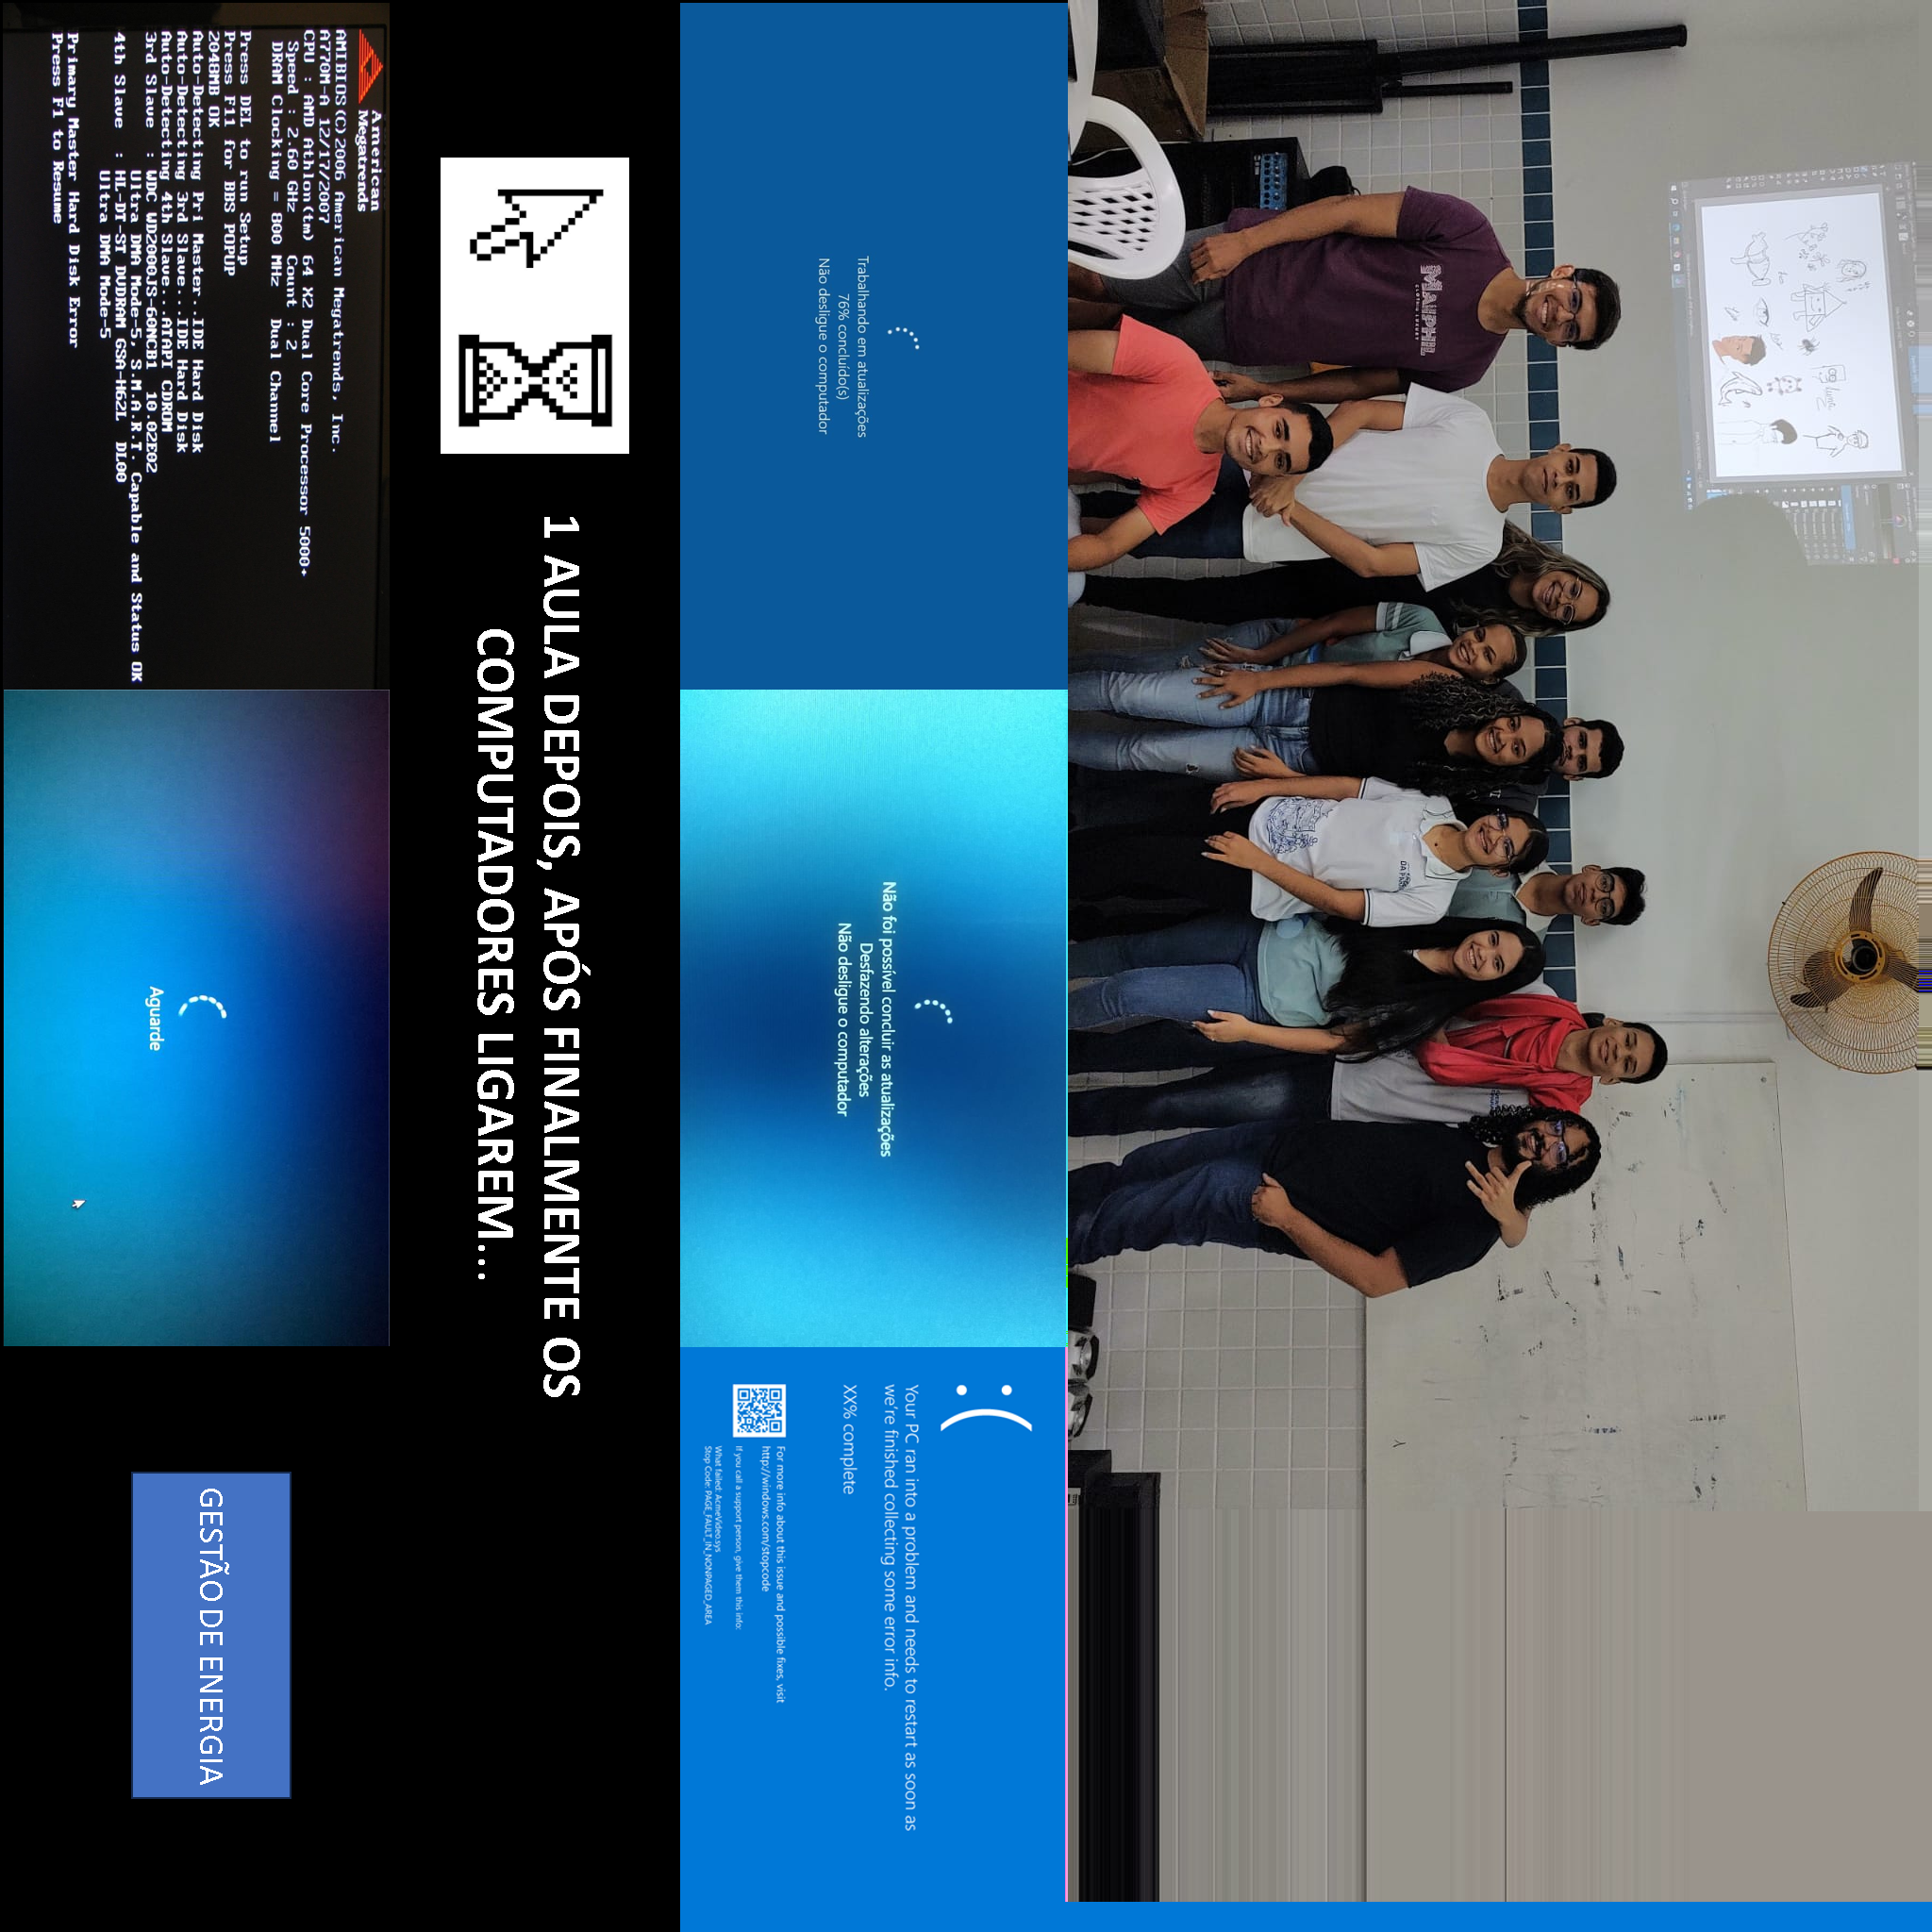 MAIPHIL
Trabalhando em atualizações
76% concluído(s)
Não desligue o computador
Não foi possível concluir as atualizações
Desfazendo alterações
Não desligue o computador
:(
Your PC ran into a problem and needs to restart as soon as
we're finished collecting some error info.
XX% complete
For more info about this issue and possible fixes, visit
http://windows.com/stopcode
If you call a support person, give them this info:
What failed: AcmeVideo.sys
Stop Code: PAGE_FAULT_IN_NONPAGED_AREA
1 AULA DEPOIS, APÓS FINALMENTE OS
COMPUTADORES LIGAREM...
American
Megatrends
AMIBIOS(C)2006 American Megatrends, Inc.
A770M-A 12/17/2007
CPU : AMD Athlon(tm) 64 X2 Dual Core Processor 5000+
Speed : 2.60 GHz Count : 2
DRAM Clocking = 800 MHz Dual Channel
Press DEL to run Setup
Press F11 for BBS POPUP
2048MB OK
Auto-Detecting Pri Master..IDE Hard Disk
Auto-Detecting 3rd Slave...IDE Hard Disk
Auto-Detecting 4th Slave...ATAPI CDROM
3rd Slave : WDC WD2000JS-60MCB1 10.02E02
Ultra DMA Mode-5, S.M.A.R.T. Capable and Status OK
4th Slave : HL-DT-ST DVDRAM GSA-H62L DL00
Ultra DMA Mode-5
Primary Master Hard Disk Error
Press F1 to Resume
Aguarde
GESTÃO DE ENERGIA